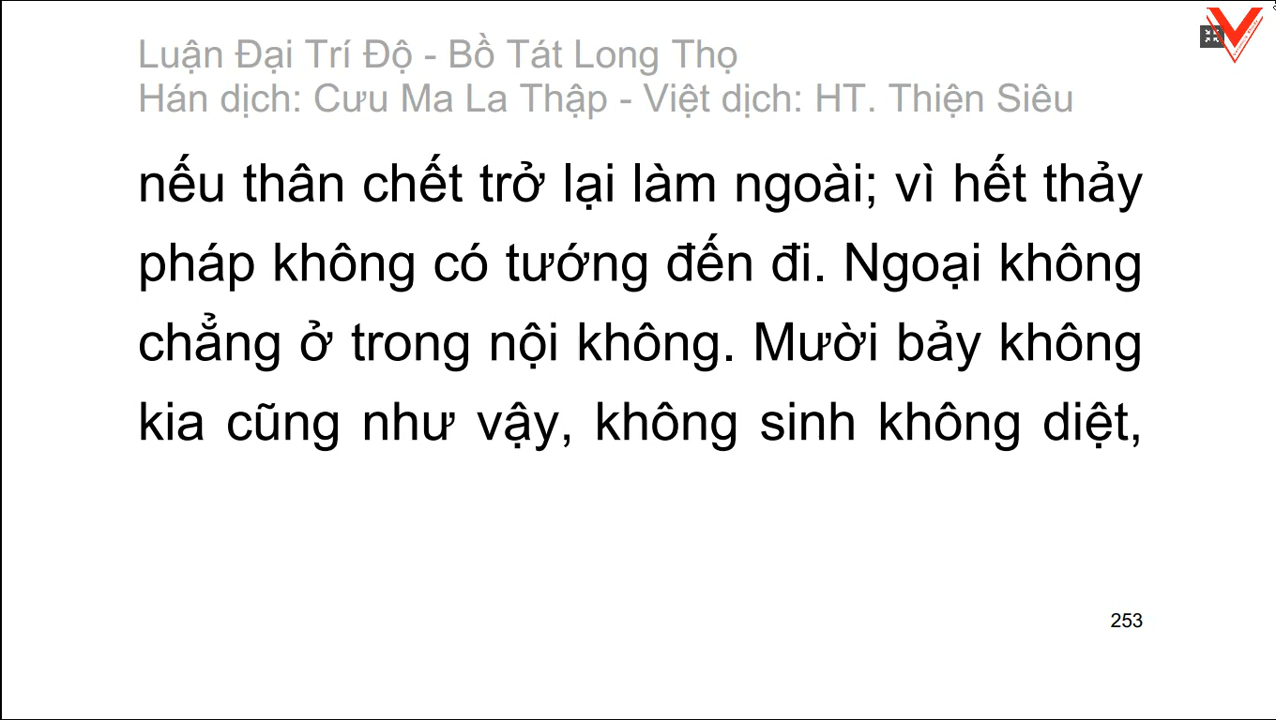 Luận Đại Trí Độ - Bồ Tát Long Thọ
Hán dịch: Cưu Ma La Thập - Việt dịch: HT. Thiện Siêu
nếu thân chết trở lại làm ngoài; vì hết thảy
pháp không có tướng đến đi. Ngoại không
chẳng ở trong nội không. Mười bảy không
kia cũng như vậy, không sinh không diệt,
253